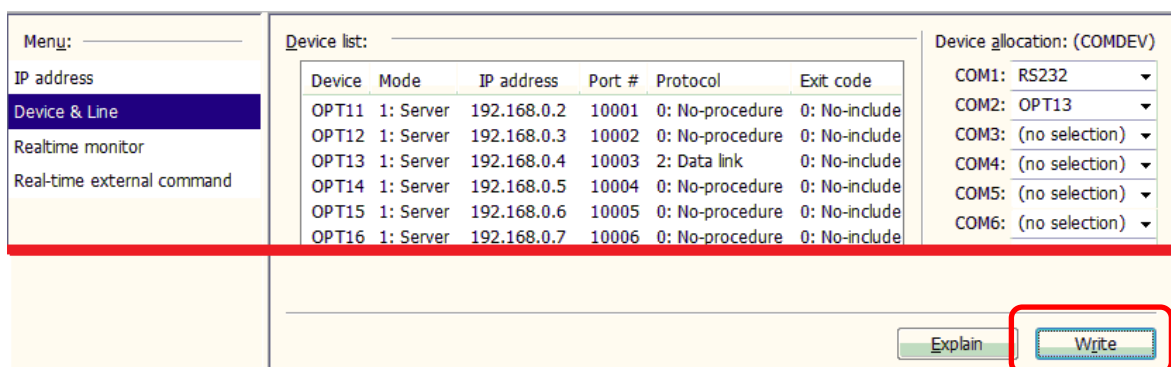 Menu:
IP address
Device & Line
Realtime monitor
Real-time external command
Device list:
Device Mode IP address Port # Protocol Exit code
OPT11 1: Server 192.168.0.2 10001 0: No-procedure 0: No-include
OPT12 1: Server 192.168.0.3 10002 0: No-procedure 0: No-include
OPT13 1: Server 192.168.0.4 10003 2: Data link 0: No-include
OPT14 1: Server 192.168.0.5 10004 0: No-procedure 0: No-include
OPT15 1: Server 192.168.0.6 10005 0: No-procedure 0: No-include
OPT16 1: Server 192.168.0.7 10006 0: No-procedure 0: No-include
Device allocation: (COMDEV)
COM1: RS232
COM2: OPT13
COM3: (no selection)
COM4: (no selection)
COM5: (no selection)
COM6: (no selection)
Explain Write